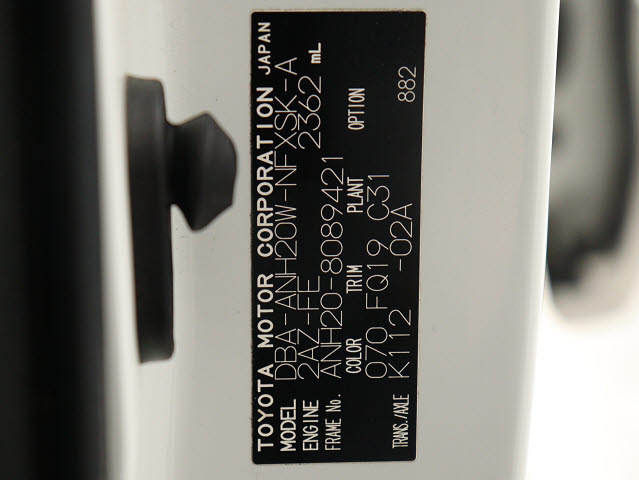 TOYOTA MOTOR CORPORATION JAPAN
MODEL DBA-ANH20W-NFXSK-A
ENGINE 2AZ-FE 2362 mL
FRAME No. ANH20-8089421
COLOR TRIM PLANT OPTION
070 FQ19 C31
TRANS./AXLE K112 -02A 882